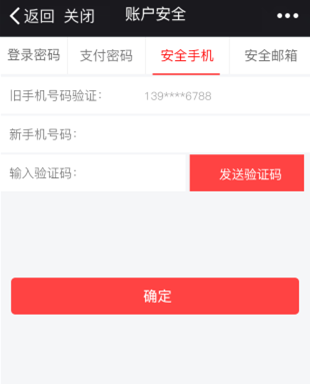 返回 关闭 账户安全
登录密码 支付密码 安全手机 安全邮箱
旧手机号码验证: 139****6788
新手机号码:
输入验证码: 发送验证码
确定